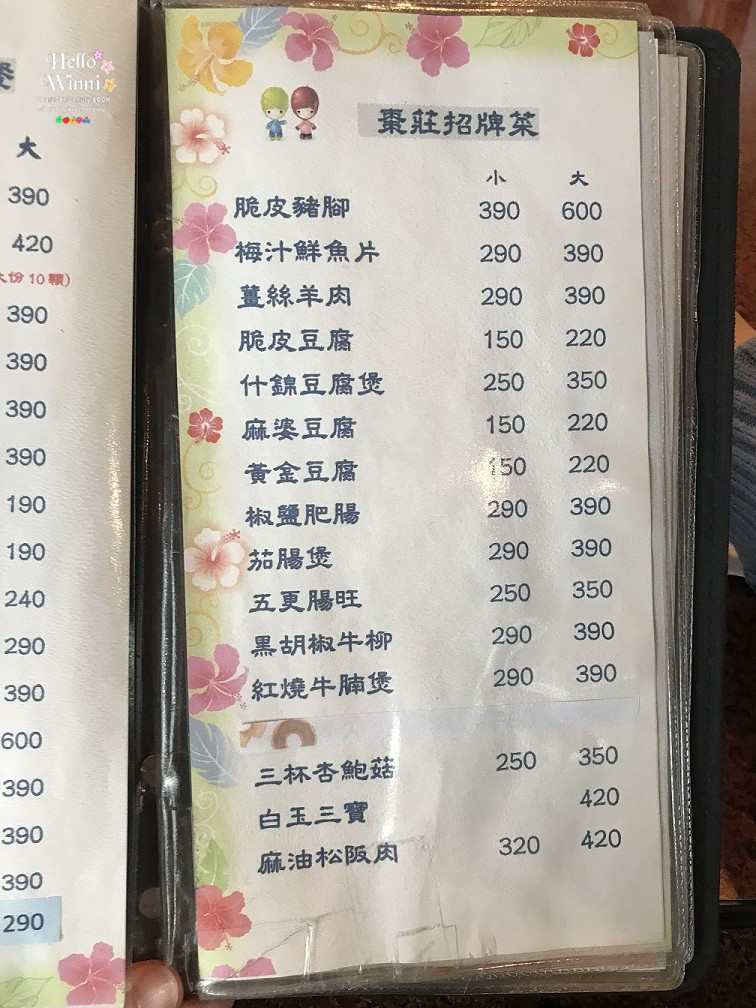 Hello
Winni
大
390
420
大份10顆)
390
390
390
390
190
190
240
290
390
600
390
390
390
290
棗莊招牌菜
小 大
脆皮豬腳 390 600
梅汁鮮魚片 290 390
薑絲羊肉 290 390
脆皮豆腐 150 220
什錦豆腐煲 250 350
麻婆豆腐 150 220
黃金豆腐 150 220
椒鹽肥腸 290 390
茄腸煲 290 390
五更腸旺 250 350
黑胡椒牛柳 290 390
紅燒牛腩煲 290 390
三杯杏鮑菇 250 350
白玉三寶 420
麻油松阪肉 320 420